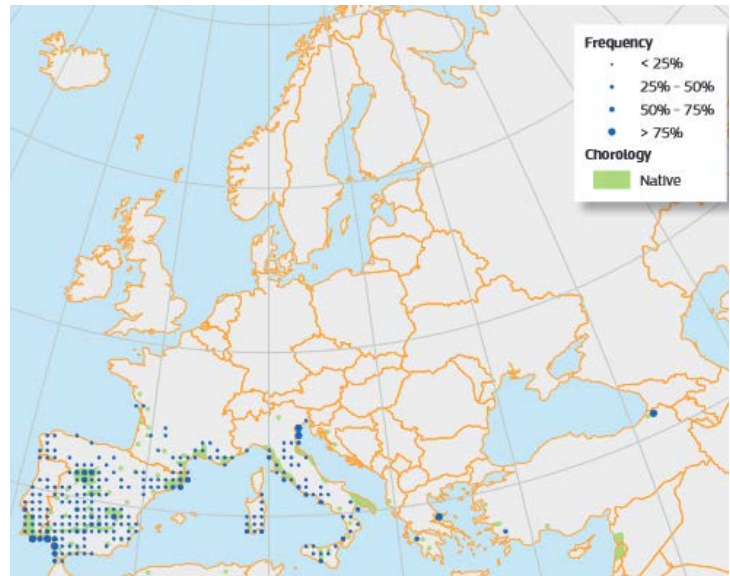 Frequency
< 25%
25% - 50%
50% - 75%
> 75%
Chorology
Native